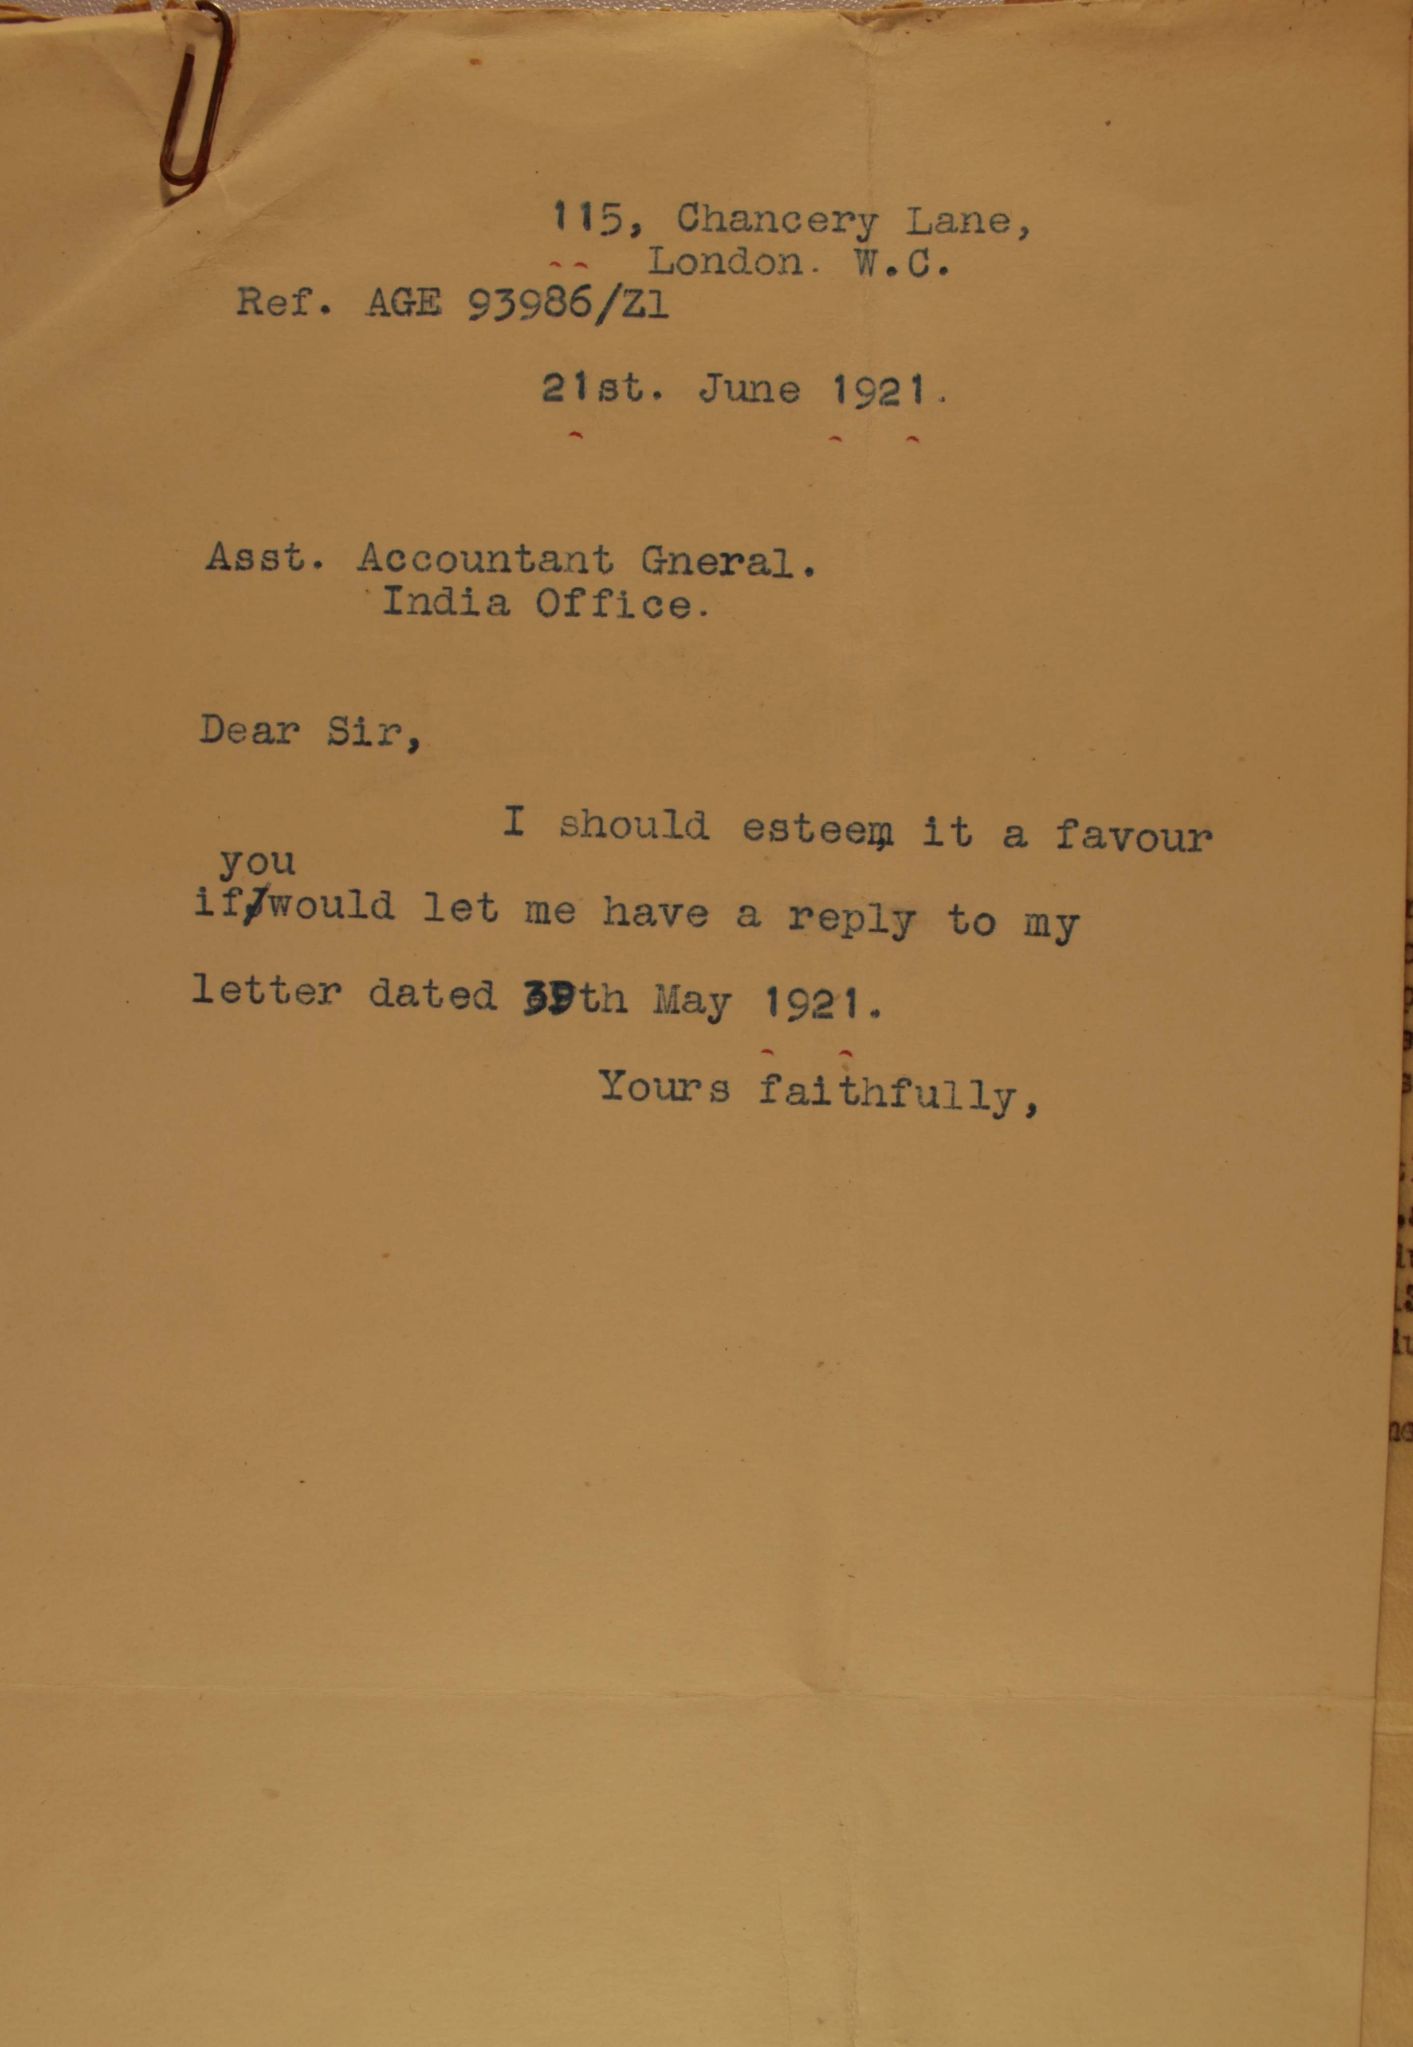 115, Chancery Lane,
London. W.C.
Ref. AGE 93986/Z1
21st. June 1921.
Asst. Accountant Gneral.
India Office.
Dear Sir,
I should esteem, it a favour
you
if/would let me have a reply to my
letter dated th May 1921.
Yours faithfully,